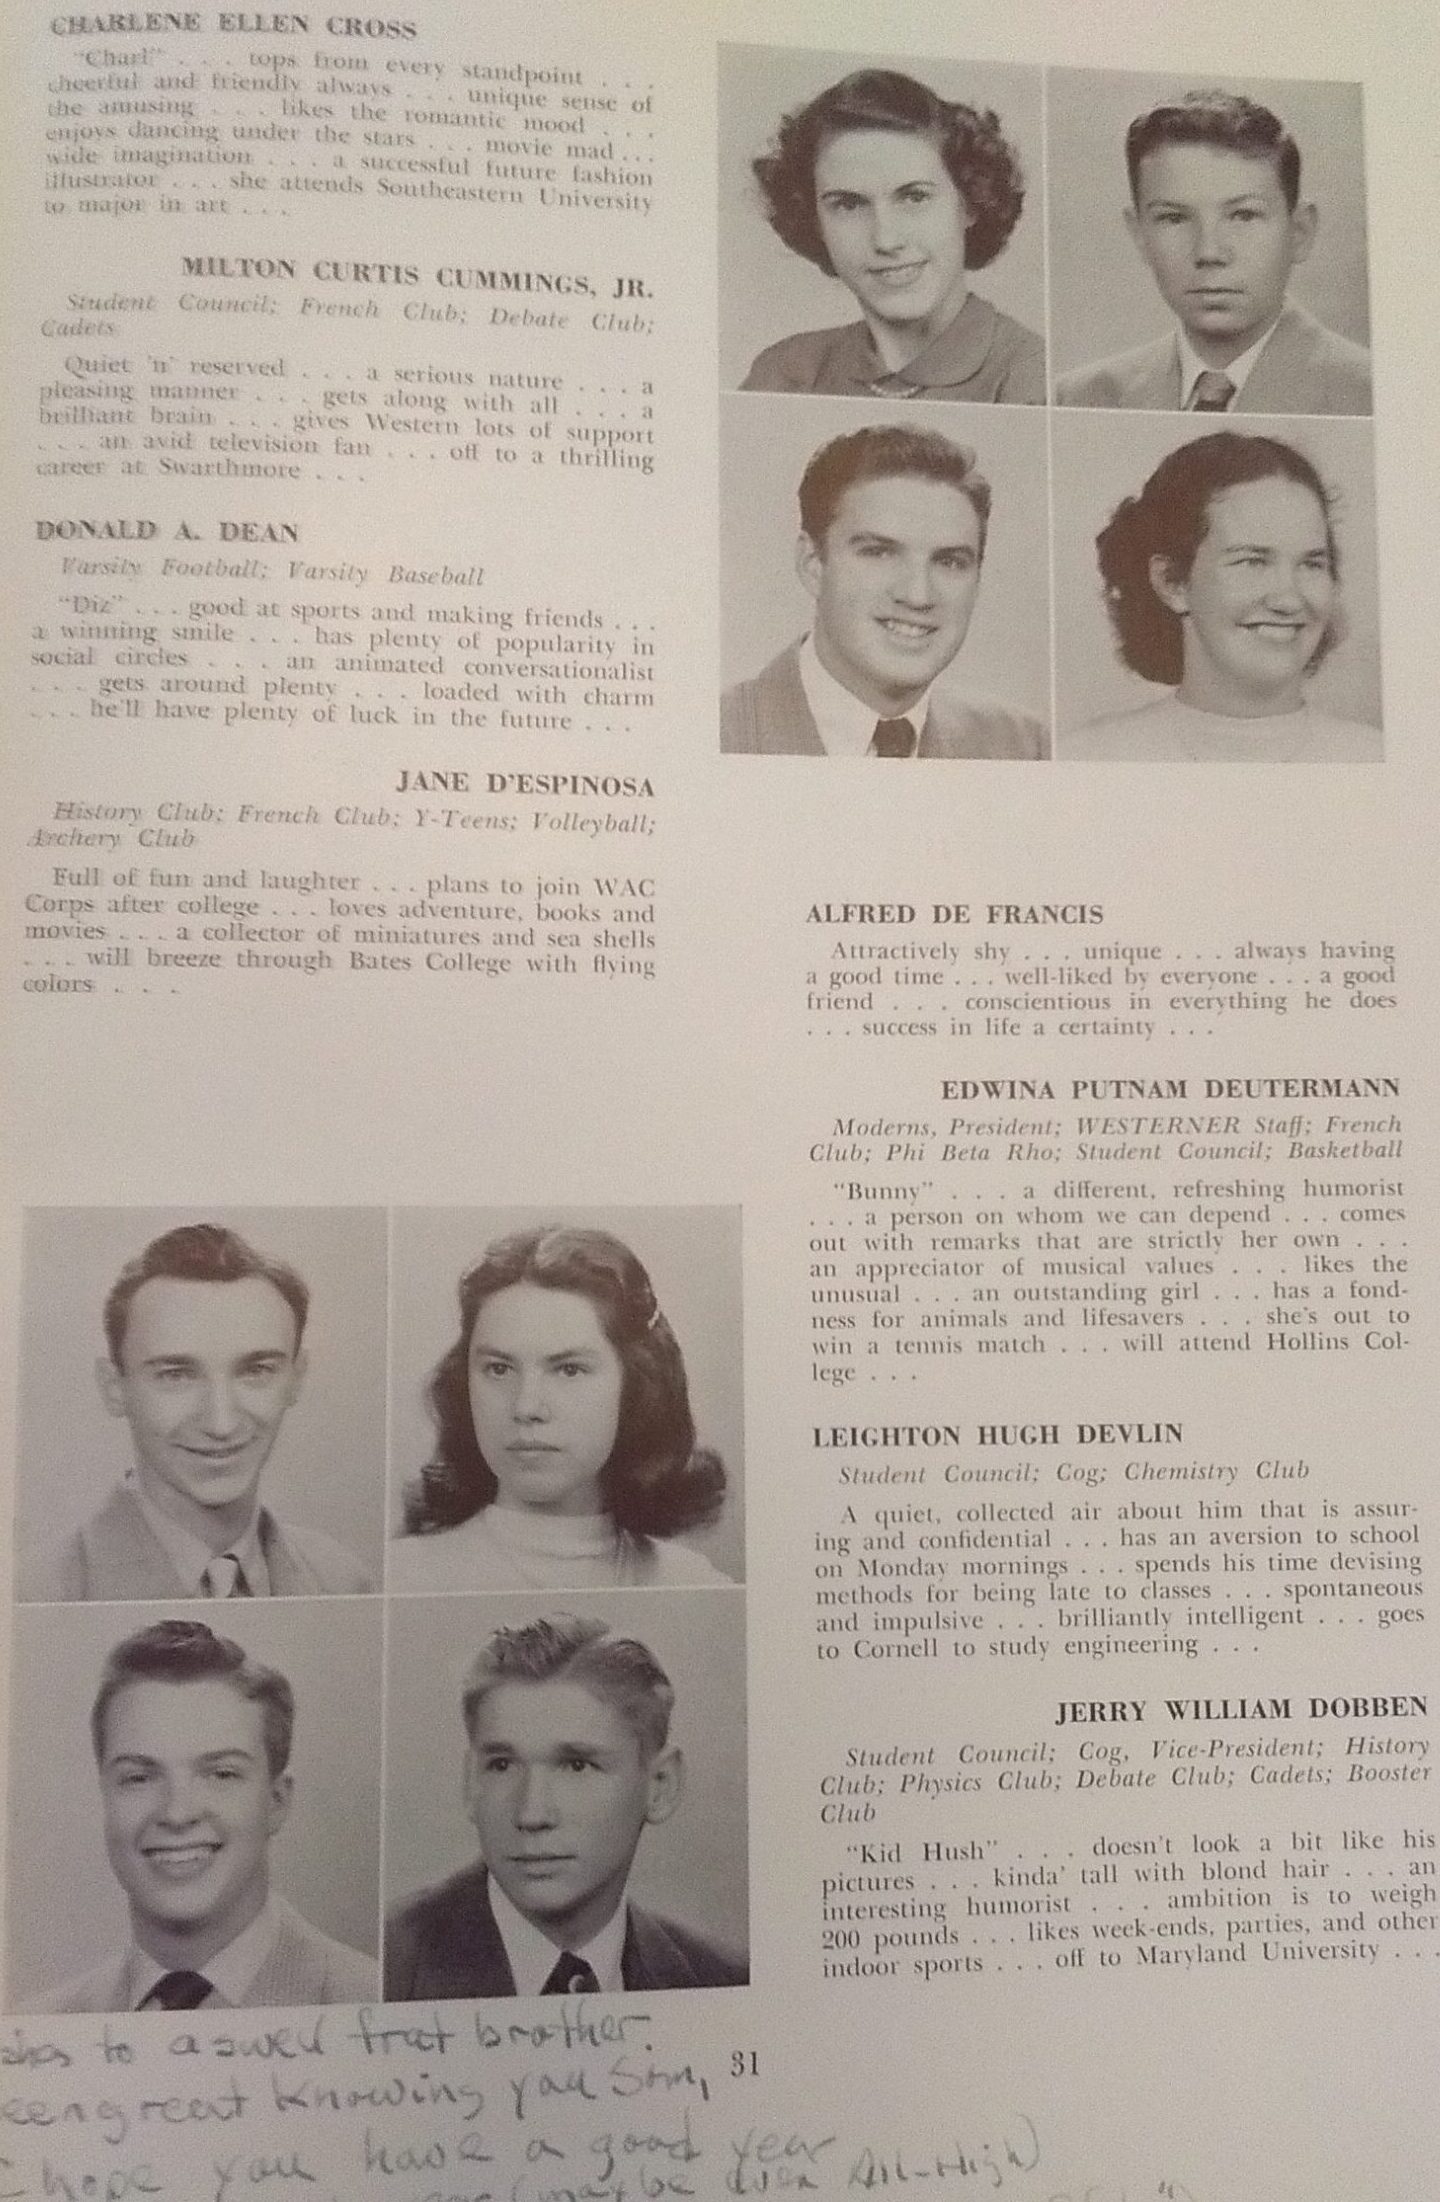 CHARLENE ELLEN CROSS
"Charl" . . . tops from every standpoint . . .
cheerful and friendly always . . . unique sense of
the amusing . . . likes the romantic mood . . .
enjoys dancing under the stars . . . movie mad . . .
wide imagination . . . a successful future fashion
illustrator . . . she attends Southeastern University
to major in art . . .
MILTON CURTIS CUMMINGS, JR.
Student Council; French Club; Debate Club;
Cadets
Quiet 'n' reserved . . . a serious nature . . . a
pleasing manner . . . gets along with all . . . a
brilliant brain . . . gives Western lots of support
. . . an avid television fan . . . off to a thrilling
career at Swarthmore . . .
DONALD A. DEAN
Varsity Football; Varsity Baseball
"Diz" . . . good at sports and making friends . . .
a winning smile . . . has plenty of popularity in
social circles . . . an animated conversationalist
. . . gets around plenty . . . loaded with charm
. . . he'll have plenty of luck in the future . . .
JANE D'ESPINOSA
History Club; French Club; Y-Teens; Volleyball;
Archery Club
Full of fun and laughter . . . plans to join WAC
Corps after college . . . loves adventure, books and
movies . . . a collector of miniatures and sea shells
. . . will breeze through Bates College with flying
colors . . .
ALFRED DE FRANCIS
Attractively shy . . . unique . . . always having
a good time . . . well-liked by everyone . . . a good
friend . . . conscientious in everything he does
. . . success in life a certainty . . .
EDWINA PUTNAM DEUTERMANN
Moderns, President; WESTERNER Staff; French
Club; Phi Beta Rho; Student Council; Basketball
"Bunny" . . . a different, refreshing humorist
. . . a person on whom we can depend . . . comes
out with remarks that are strictly her own . . .
an appreciator of musical values . . . likes the
unusual . . . an outstanding girl . . . has a fond-
ness for animals and lifesavers . . . she's out to
win a tennis match . . . will attend Hollins Col-
lege . . .
LEIGHTON HUGH DEVLIN
Student Council; Cog; Chemistry Club
A quiet, collected air about him that is assur-
ing and confidential . . . has an aversion to school
on Monday mornings . . . spends his time devising
methods for being late to classes . . . spontaneous
and impulsive . . . brilliantly intelligent . . . goes
to Cornell to study engineering . . .
JERRY WILLIAM DOBBEN
Student Council; Cog, Vice-President; History
Club; Physics Club; Debate Club; Cadets; Booster
Club
"Kid Hush" . . . doesn't look a bit like his
pictures . . . kinda' tall with blond hair . . . an
interesting humorist . . . ambition is to weigh
200 pounds . . . likes week-ends, parties, and other
indoor sports . . . off to Maryland University . . .
to a swell frat brother.
great knowing you Som,
31
hope you have a good year
(maybe even All-High)